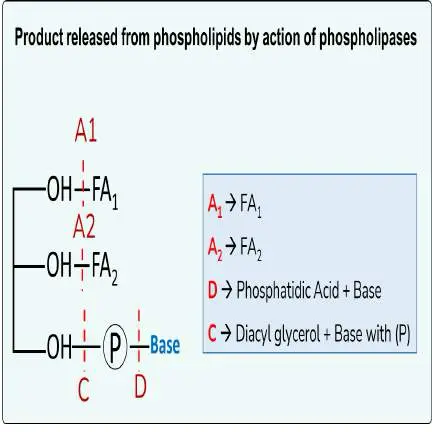 Product released from phospholipids by action of phospholipases
A1
OH FA₁
A2
OH FA₂
OH P Base
C D
A₁ → FA₁
A₂ → FA₂
D → Phosphatidic Acid + Base
C → Diacyl glycerol + Base with (P)